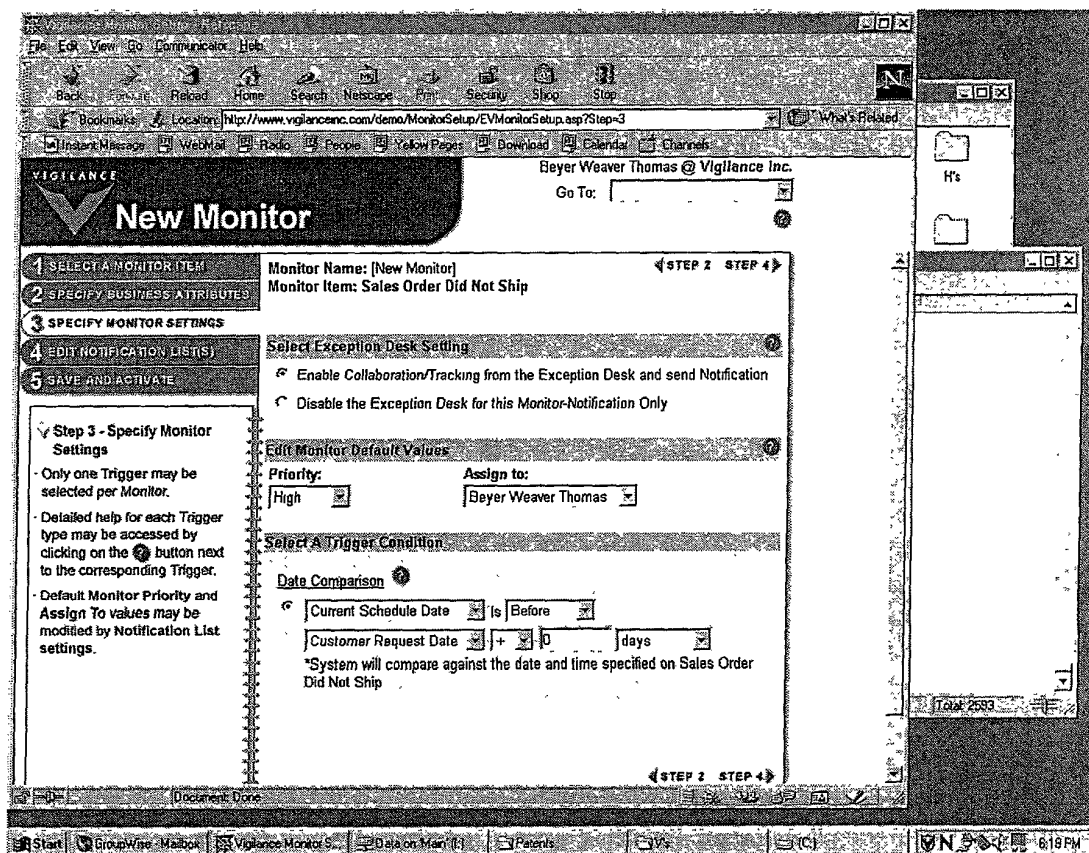 Vigilance Monitor Setup - Netscape
File Edit View Go Communicator Help
Back Forward Reload Home Search Netscape Print Security Shop Stop
N
Bookmarks Location: http://www.vigilanceinc.com/demo/MonitorSetup/EVMonitorSetup.asp?Step=3 What's Related
Instant Message WebMail Radio People Yellow Pages Download Calendar Channels
VIGILANCE
New Monitor
Beyer Weaver Thomas @ Vigilance Inc.
Go To:
H's
1 SELECT A MONITOR ITEM
2 SPECIFY BUSINESS ATTRIBUTES
3 SPECIFY MONITOR SETTINGS
4 EDIT NOTIFICATION LIST(S)
5 SAVE AND ACTIVATE
Monitor Name: [New Monitor]
STEP 2 STEP 4
Monitor Item: Sales Order Did Not Ship
Select Exception Desk Setting
Enable Collaboration/Tracking from the Exception Desk and send Notification
Disable the Exception Desk for this Monitor-Notification Only
Step 3 - Specify Monitor
Settings
- Only one Trigger may be
selected per Monitor.
- Detailed help for each Trigger
type may be accessed by
clicking on the ? button next
to the corresponding Trigger.
- Default Monitor Priority and
Assign To values may be
modified by Notification List
settings.
Edit Monitor Default Values
Priority: Assign to:
High Beyer Weaver Thomas
Select A Trigger Condition
Date Comparison ?
Current Schedule Date Is Before
Customer Request Date + 0 days
*System will compare against the date and time specified on Sales Order
Did Not Ship
STEP 2 STEP 4
Total: 2593
Document: Done
Start GroupWise - Mailbox Vigilance Monitor S... Data on 'Main' (I:) Patents V's (C:) 6:19 PM